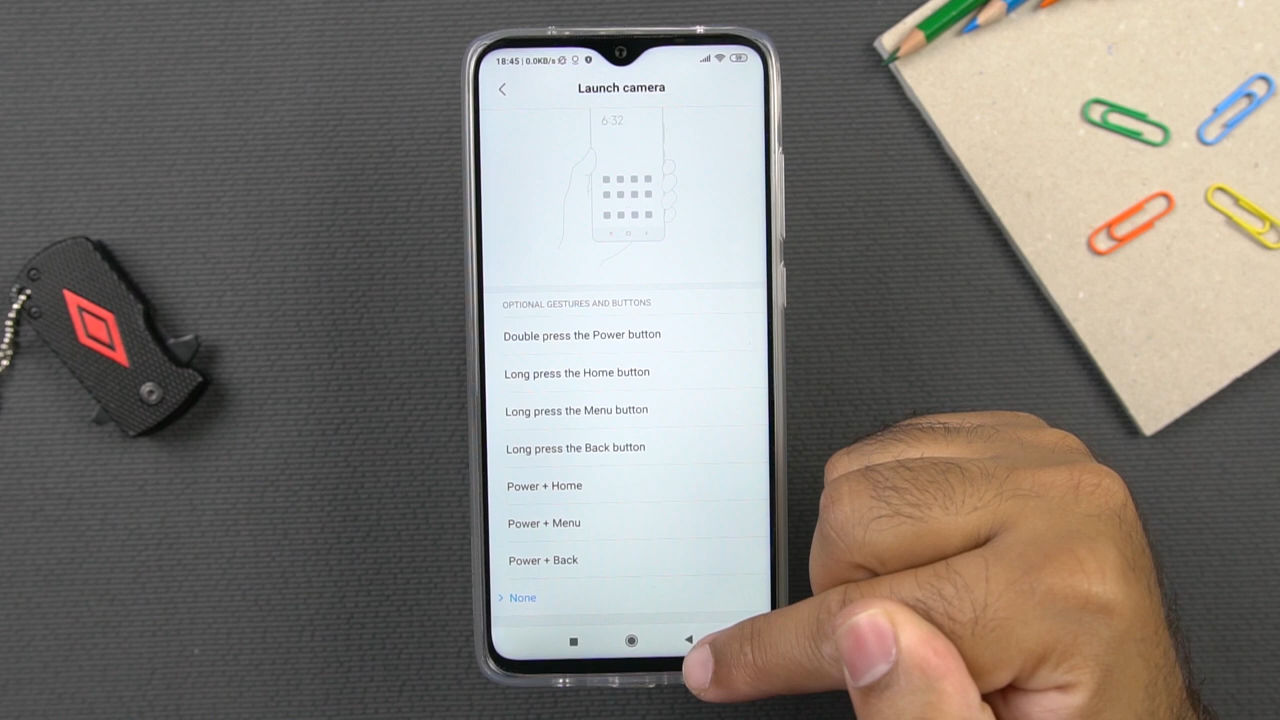 18:45 | 0.0KB/s
59
Launch camera
6:32
OPTIONAL GESTURES AND BUTTONS
Double press the Power button
Long press the Home button
Long press the Menu button
Long press the Back button
Power + Home
Power + Menu
Power + Back
None